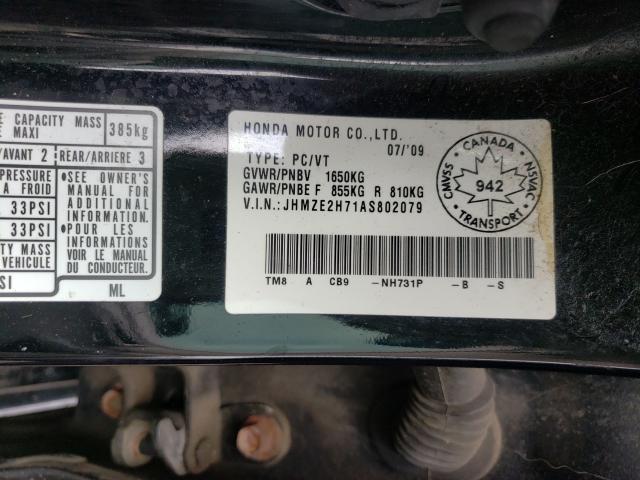 CAPACITY MASS
MAXI
385kg
/AVANT 2
REAR/ARRIERE 3
PRESSURE
A FROID
33PSI
33PSI
TY MASS
VEHICULE
SI
•SEE OWNER'S
MANUAL FOR
ADDITIONAL
INFORMATION
•POUR LES
INFORMATIONS
VOIR LE MANUEL
DU CONDUCTEUR.
ML
HONDA MOTOR CO.,LTD.
07/'09
TYPE: PC/VT
GVWR/PNBV 1650KG
GAWR/PNBE F 855KG R 810KG
V.I.N.: JHMZE2H71AS802079
CANADA
CMVSS
NSVAC
942
TRANSPORT
TM8 A CB9 -NH731P -B -S